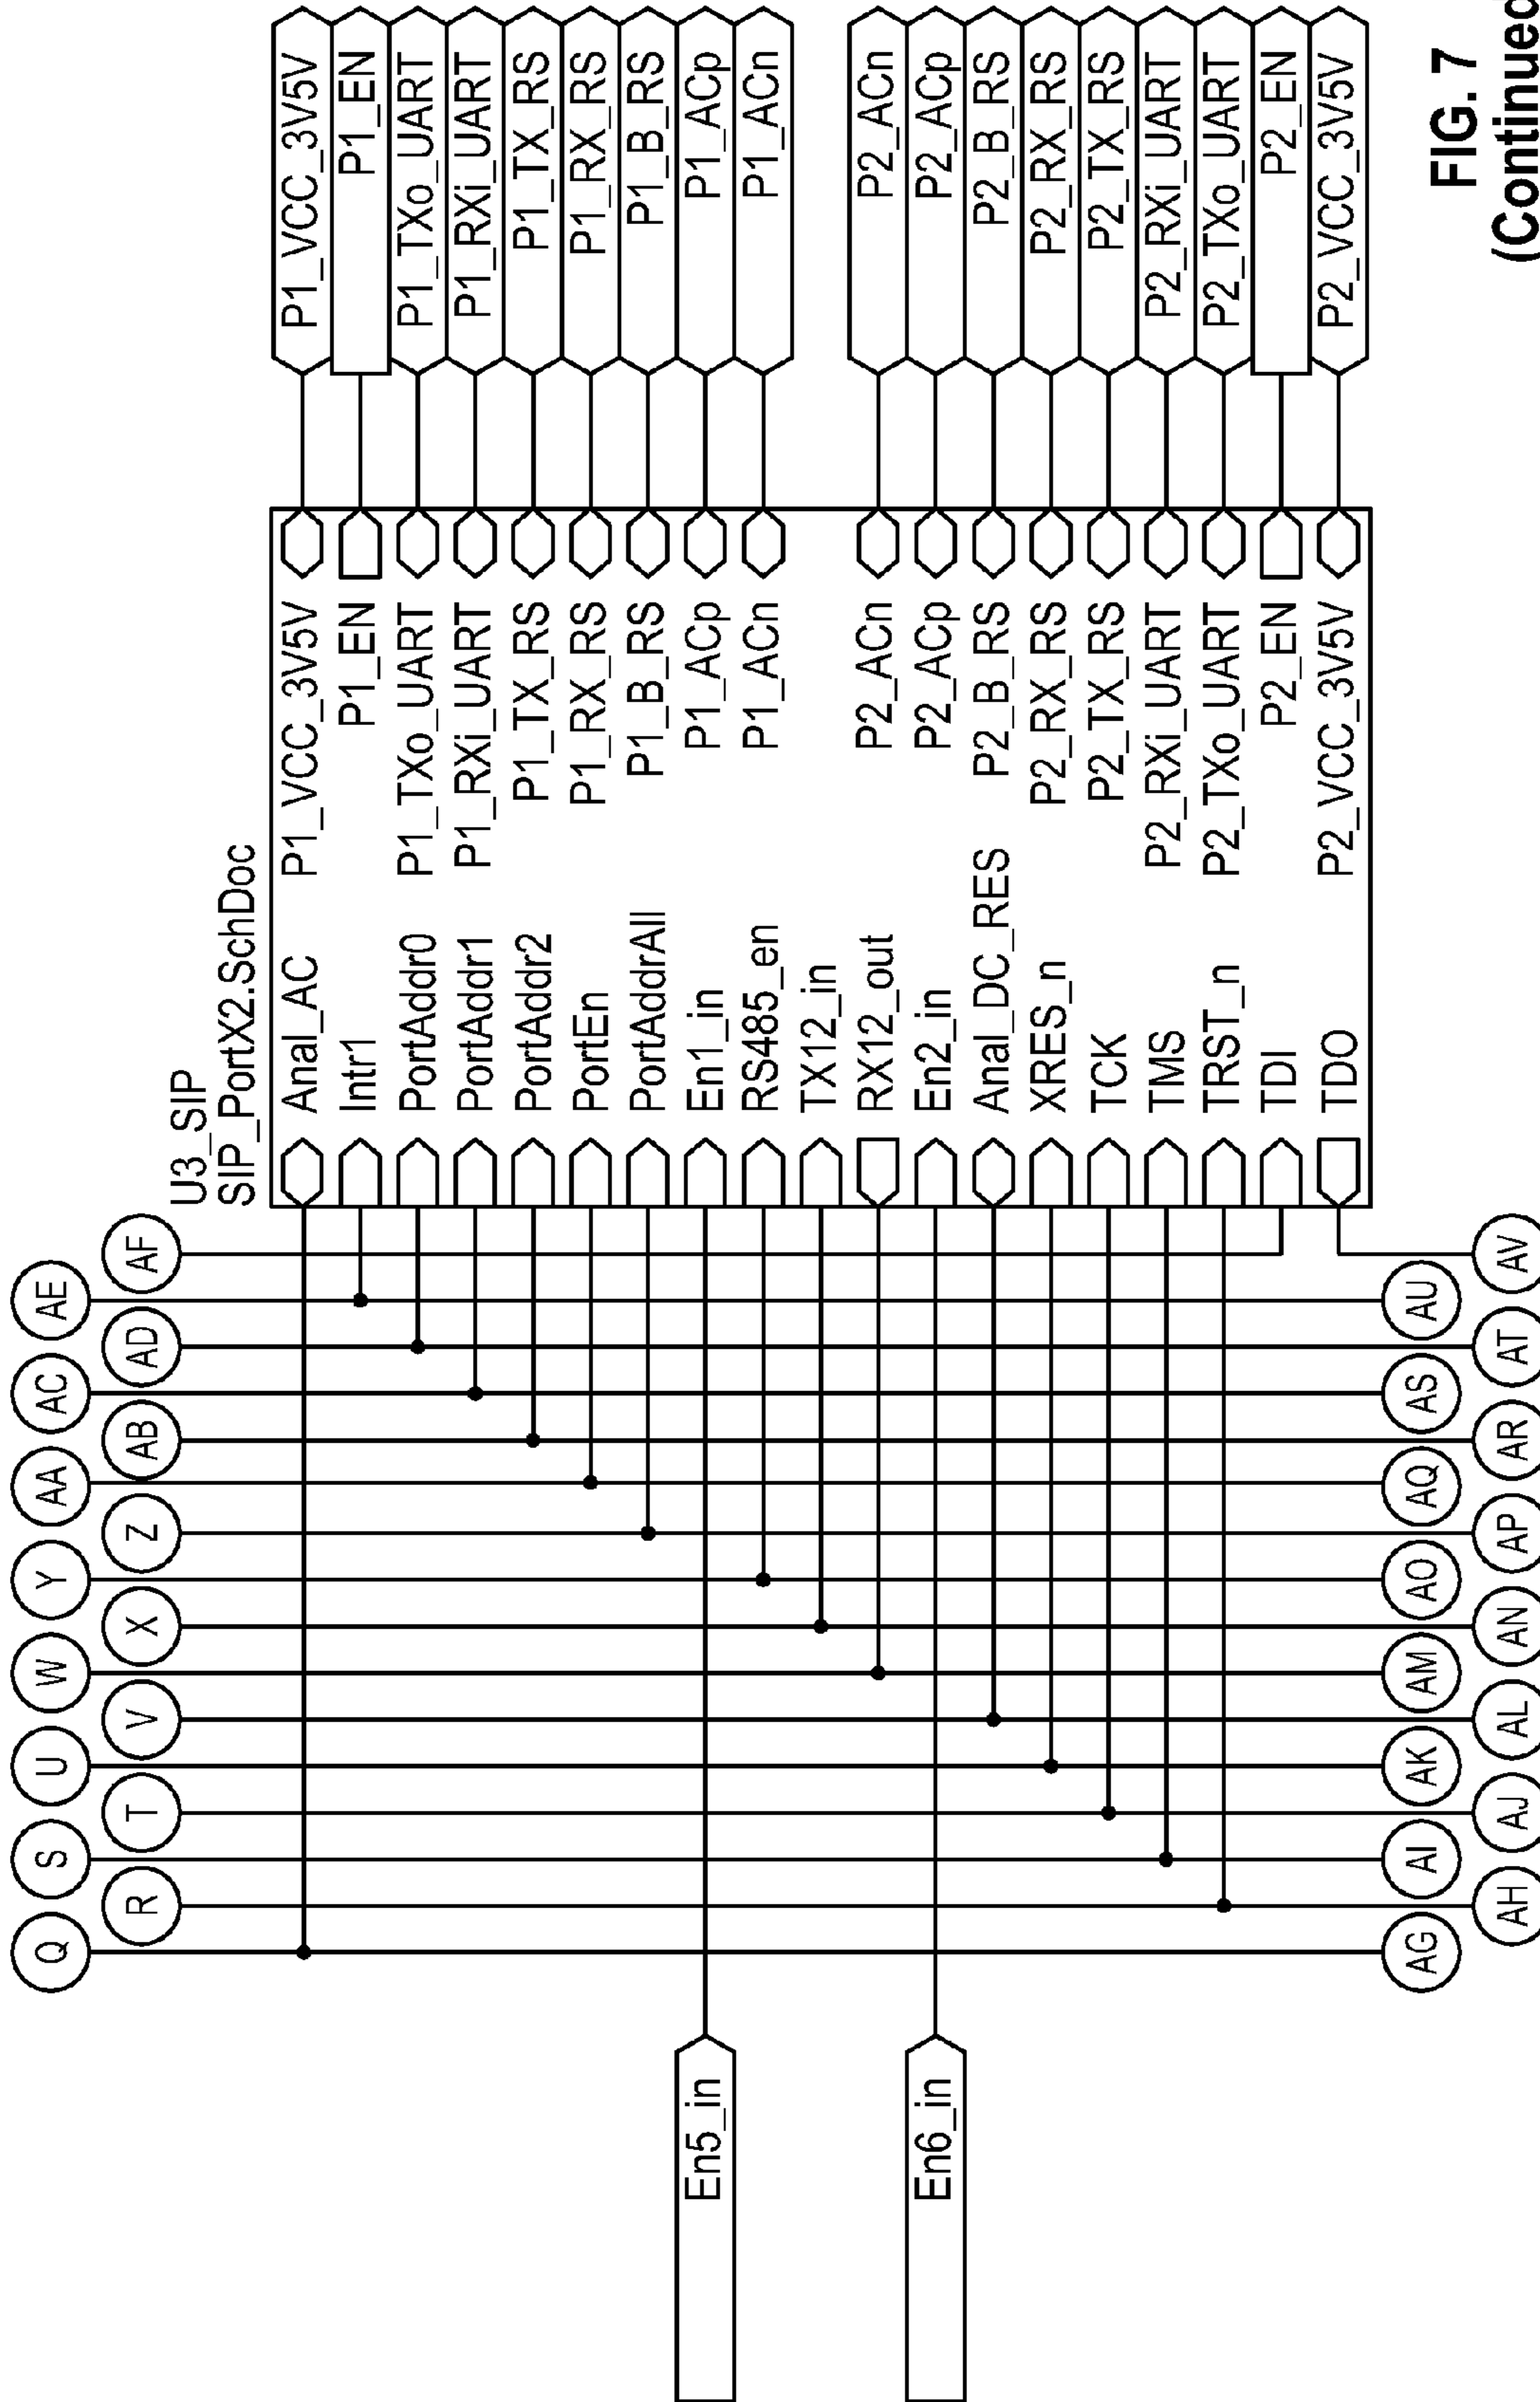 AE
AC
AA
Y
W
U
S
Q
AF
AD
AB
Z
X
V
T
R
U3_SIP
SIP_PortX2.SchDoc
Anal_AC
Intr1
PortAddr0
PortAddr1
PortAddr2
PortEn
PortAddrAll
En1_in
RS485_en
TX12_in
RX12_out
En2_in
Anal_DC_RES
XRES_n
TCK
TMS
TRST_n
TDI
TDO
P1_VCC_3V5V
P1_EN
P1_TXo_UART
P1_RXi_UART
P1_TX_RS
P1_RX_RS
P1_B_RS
P1_ACp
P1_ACn
P2_ACn
P2_ACp
P2_B_RS
P2_RX_RS
P2_TX_RS
P2_RXi_UART
P2_TXo_UART
P2_EN
P2_VCC_3V5V
P1_VCC_3V5V
P1_EN
P1_TXo_UART
P1_RXi_UART
P1_TX_RS
P1_RX_RS
P1_B_RS
P1_ACp
P1_ACn
P2_ACn
P2_ACp
P2_B_RS
P2_RX_RS
P2_TX_RS
P2_RXi_UART
P2_TXo_UART
P2_EN
P2_VCC_3V5V
En5_in
En6_in
AU
AS
AQ
AO
AM
AK
AI
AG
AV
AT
AR
AP
AN
AL
AJ
AH
FIG. 7
(Continued